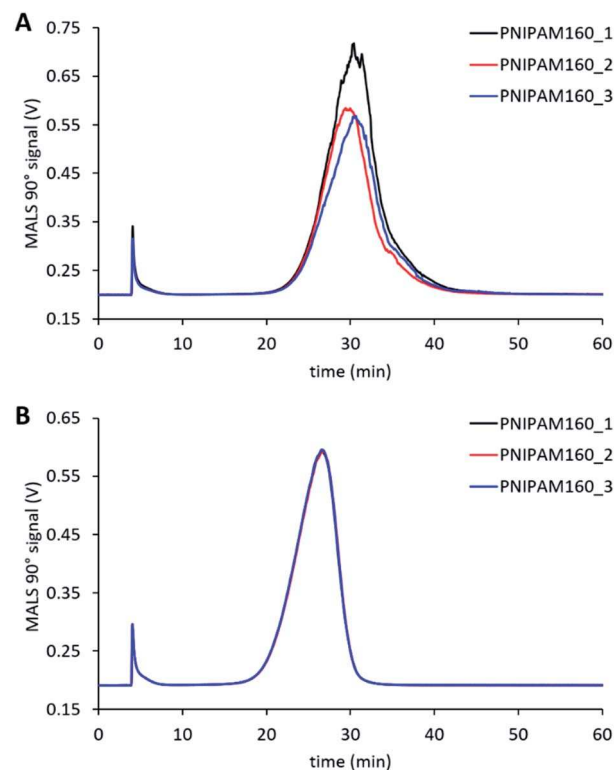 A
0.75
0.65
0.55
0.45
0.35
0.25
0.15
MALS 90° signal (V)
PNIPAM160_1
PNIPAM160_2
PNIPAM160_3
0 10 20 30 40 50 60
time (min)
B
0.65
0.55
0.45
0.35
0.25
0.15
MALS 90° signal (V)
PNIPAM160_1
PNIPAM160_2
PNIPAM160_3
0 10 20 30 40 50 60
time (min)